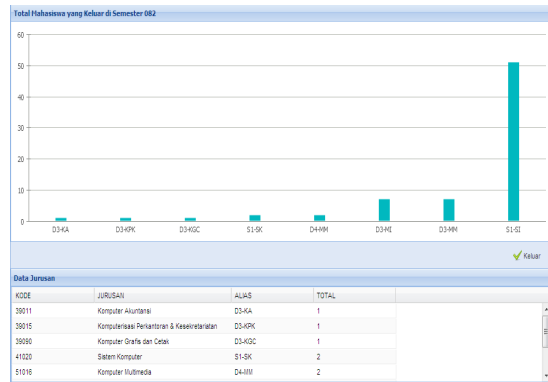 Total Mahasiswa yang Keluar di Semester 082
60
50
40
30
20
10
0
D3-KA D3-KPK D3-KGC S1-SK D4-MM D3-MI D3-MM S1-SI
Keluar
Data Jurusan
KODE JURUSAN ALIAS TOTAL
39011 Komputer Akuntansi D3-KA 1
39015 Komputerisasi Perkantoran & Kesekretariatan D3-KPK 1
39090 Komputer Grafis dan Cetak D3-KGC 1
41020 Sistem Komputer S1-SK 2
51016 Komputer Multimedia D4-MM 2